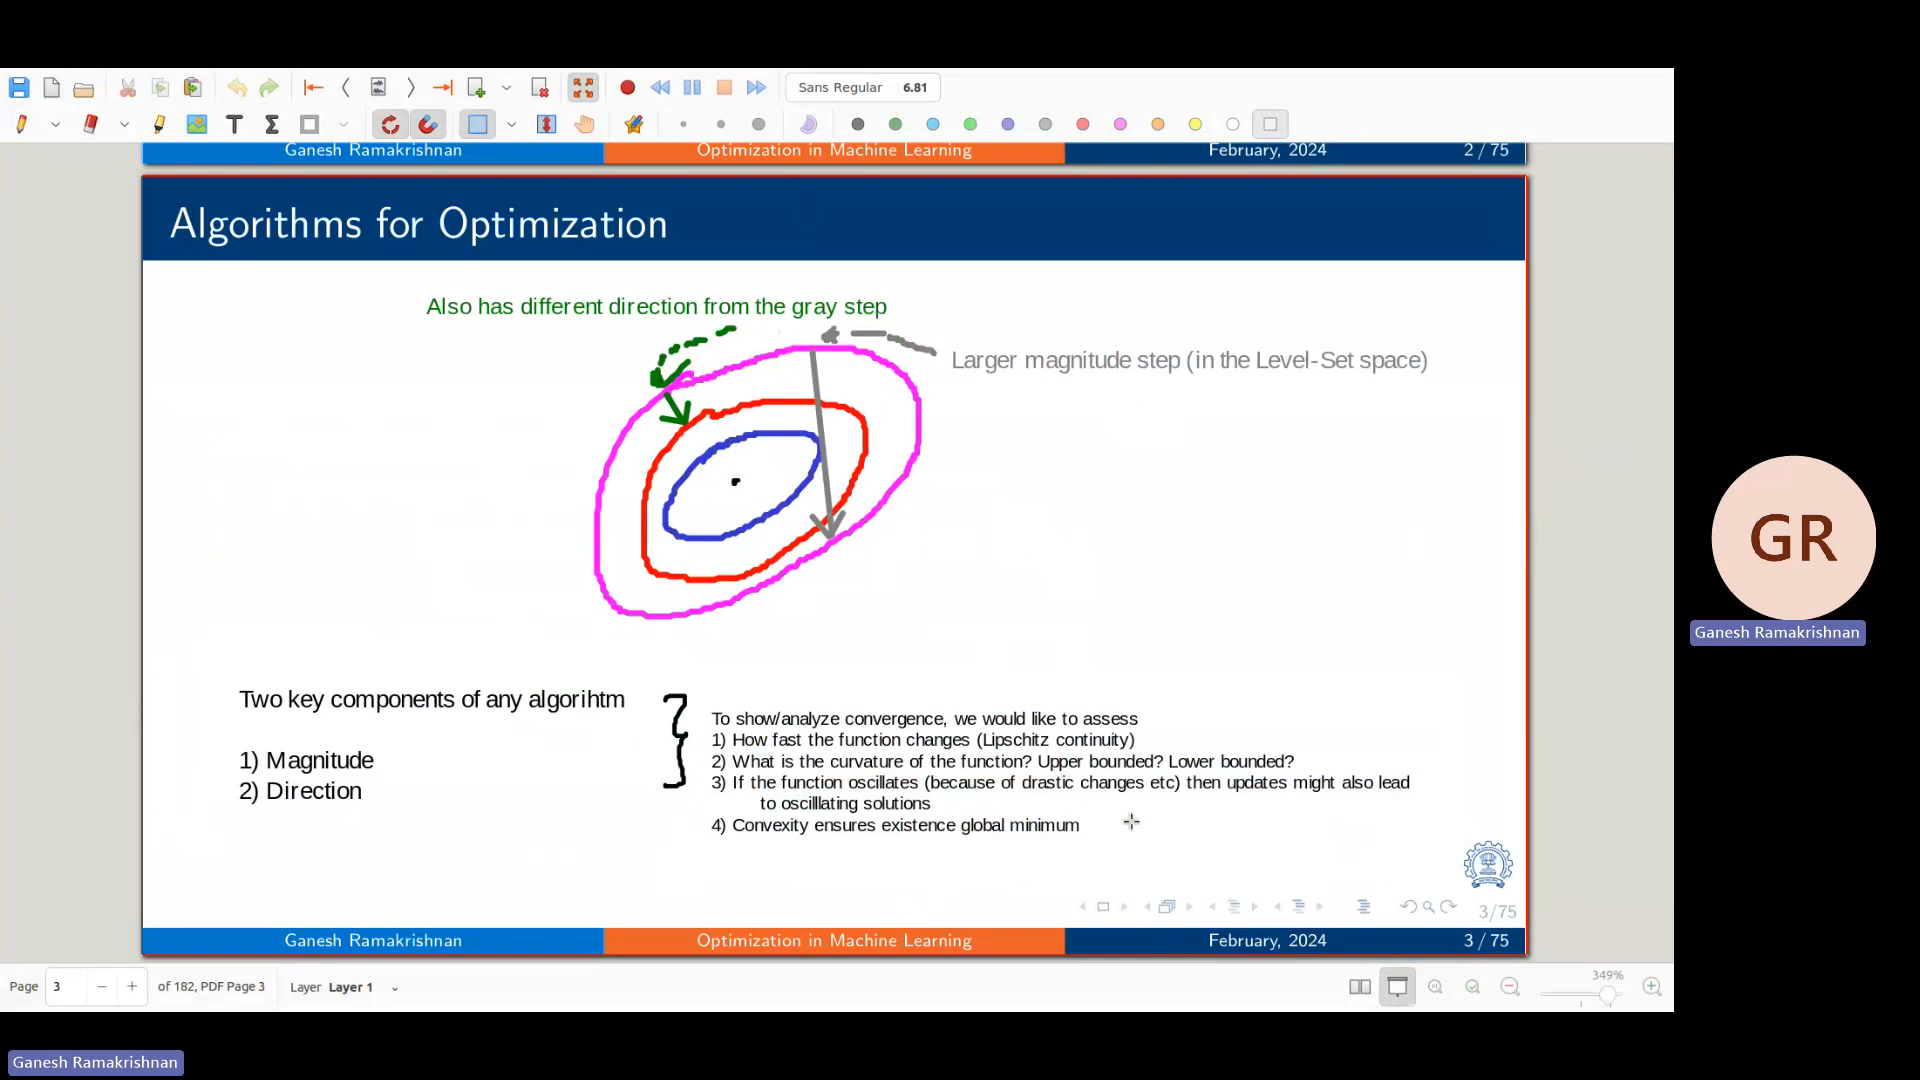 Sans Regular 6.81
Ganesh Ramakrishnan Optimization in Machine Learning February, 2024 2 / 75
Algorithms for Optimization
Also has different direction from the gray step
Larger magnitude step (in the Level-Set space)
Two key components of any algorihtm
1) Magnitude
2) Direction
To show/analyze convergence, we would like to assess
1) How fast the function changes (Lipschitz continuity)
2) What is the curvature of the function? Upper bounded? Lower bounded?
3) If the function oscillates (because of drastic changes etc) then updates might also lead
to oscilllating solutions
4) Convexity ensures existence global minimum
3/75
Ganesh Ramakrishnan Optimization in Machine Learning February, 2024 3 / 75
Page 3 of 182, PDF Page 3 Layer Layer 1 349%
GR
Ganesh Ramakrishnan
Ganesh Ramakrishnan